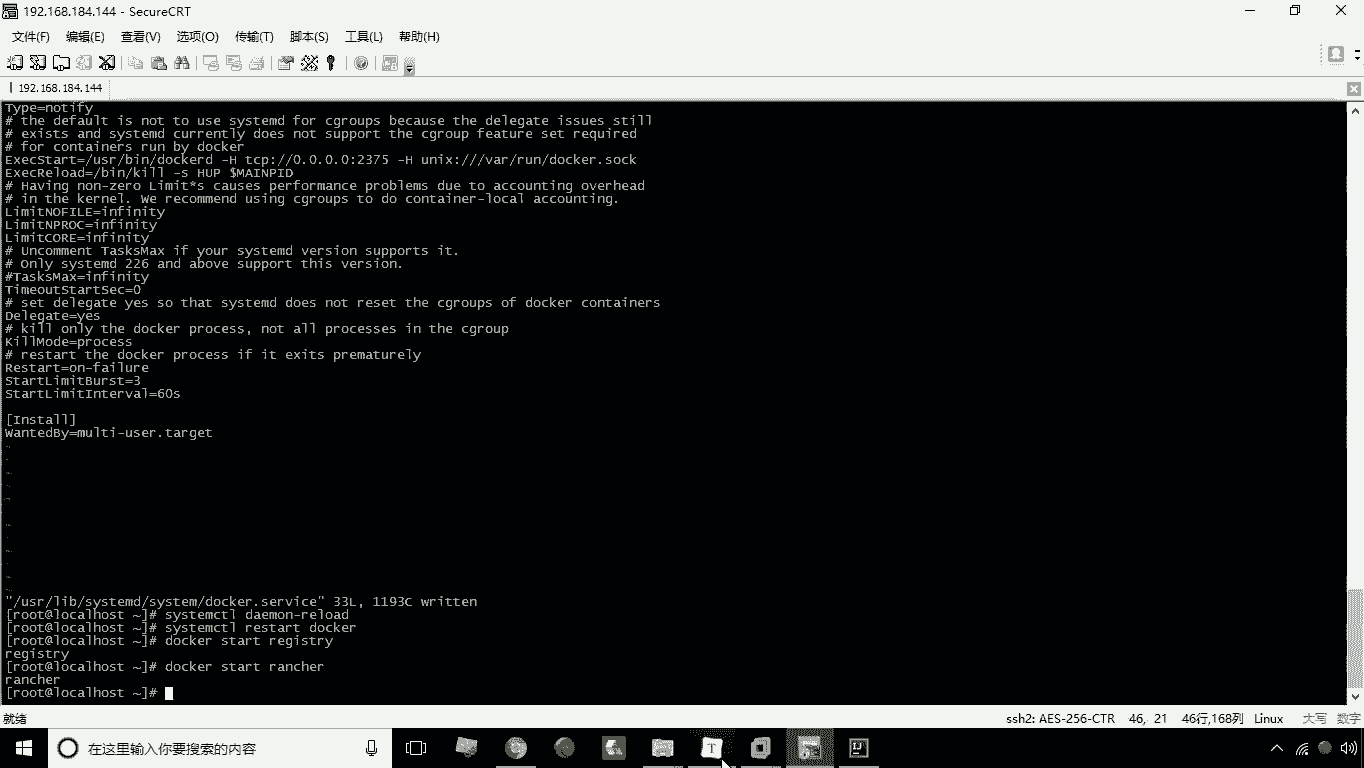 192.168.184.144 - SecureCRT
文件(F) 编辑(E) 查看(V) 选项(O) 传输(T) 脚本(S) 工具(L) 帮助(H)
192.168.184.144
Type=notify
# the default is not to use systemd for cgroups because the delegate issues still
# exists and systemd currently does not support the cgroup feature set required
# for containers run by docker
ExecStart=/usr/bin/dockerd -H tcp://0.0.0.0:2375 -H unix:///var/run/docker.sock
ExecReload=/bin/kill -s HUP $MAINPID
# Having non-zero Limit*s causes performance problems due to accounting overhead
# in the kernel. We recommend using cgroups to do container-local accounting.
LimitNOFILE=infinity
LimitNPROC=infinity
LimitCORE=infinity
# Uncomment TasksMax if your systemd version supports it.
# Only systemd 226 and above support this version.
#TasksMax=infinity
TimeoutStartSec=0
# set delegate yes so that systemd does not reset the cgroups of docker containers
Delegate=yes
# kill only the docker process, not all processes in the cgroup
KillMode=process
# restart the docker process if it exits prematurely
Restart=on-failure
StartLimitBurst=3
StartLimitInterval=60s
[Install]
WantedBy=multi-user.target
~
~
~
~
~
~
~
~
~
~
~
~
"/usr/lib/systemd/system/docker.service" 33L, 1193C written
[root@localhost ~]# systemctl daemon-reload
[root@localhost ~]# systemctl restart docker
[root@localhost ~]# docker start registry
registry
[root@localhost ~]# docker start rancher
rancher
[root@localhost ~]#
就绪 ssh2: AES-256-CTR 46, 21 46行,168列 Linux 大写 数字
在这里输入你要搜索的内容
T
IJ